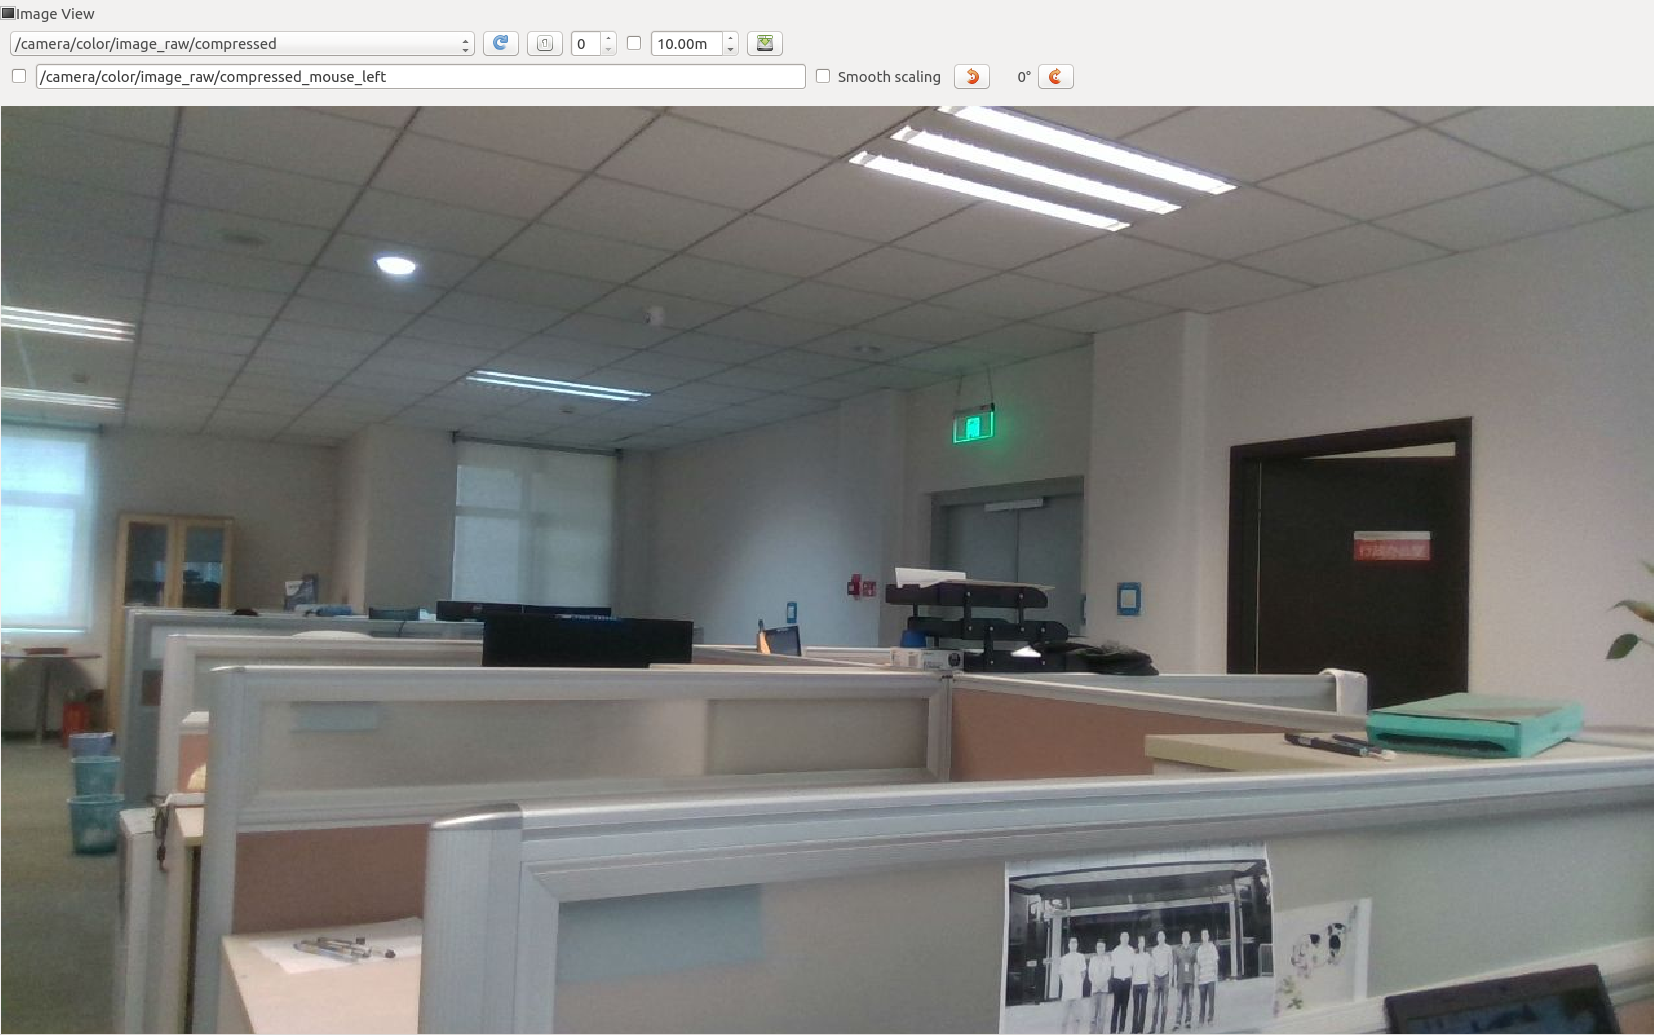 Image View
/camera/color/image_raw/compressed
0
10.00m
/camera/color/image_raw/compressed_mouse_left
Smooth scaling
0°